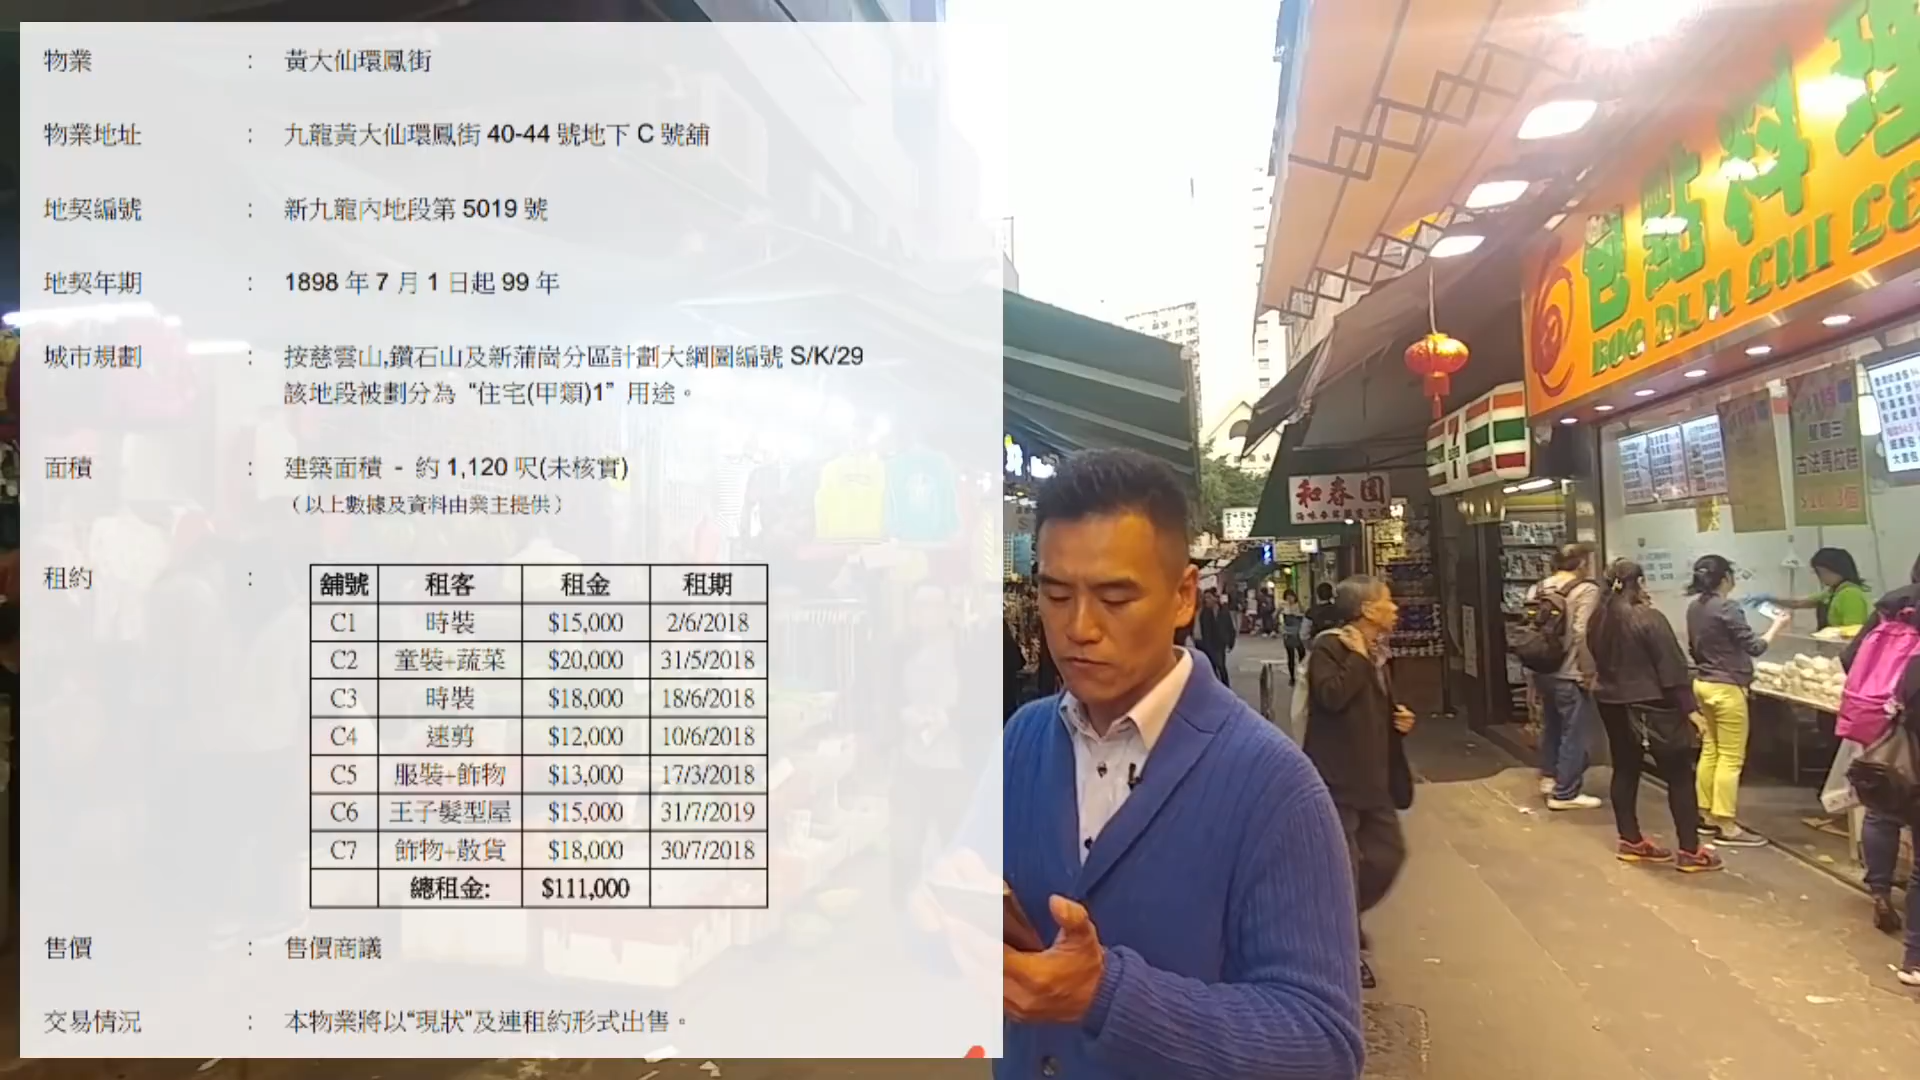 物業 : 黃大仙環鳳街
物業地址 : 九龍黃大仙環鳳街 40-44 號地下 C 號舖
地契編號 : 新九龍內地段第 5019 號
地契年期 : 1898 年 7 月 1 日起 99 年
城市規劃 : 按慈雲山,鑽石山及新蒲崗分區計劃大綱圖編號 S/K/29
該地段被劃分為 “住宅(甲類)1” 用途。
面積 : 建築面積 - 約 1,120 呎(未核實)
（以上數據及資料由業主提供）
租約 :
舖號 租客 租金 租期
C1 時裝 $15,000 2/6/2018
C2 童裝+蔬菜 $20,000 31/5/2018
C3 時裝 $18,000 18/6/2018
C4 速剪 $12,000 10/6/2018
C5 服裝+飾物 $13,000 17/3/2018
C6 王子髮型屋 $15,000 31/7/2019
C7 飾物+散貨 $18,000 30/7/2018
總租金: $111,000
售價 : 售價商議
交易情況 : 本物業將以“現狀”及連租約形式出售。
包點料理
7
和春園
古法馬拉糕